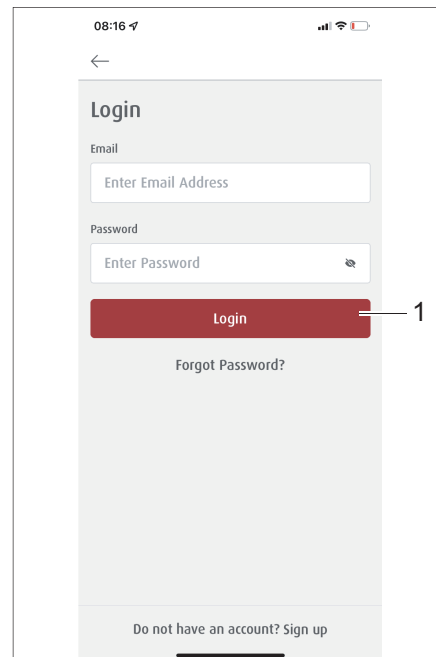 08:16
Login
Email
Enter Email Address
Password
Enter Password
Login
1
Forgot Password?
Do not have an account? Sign up